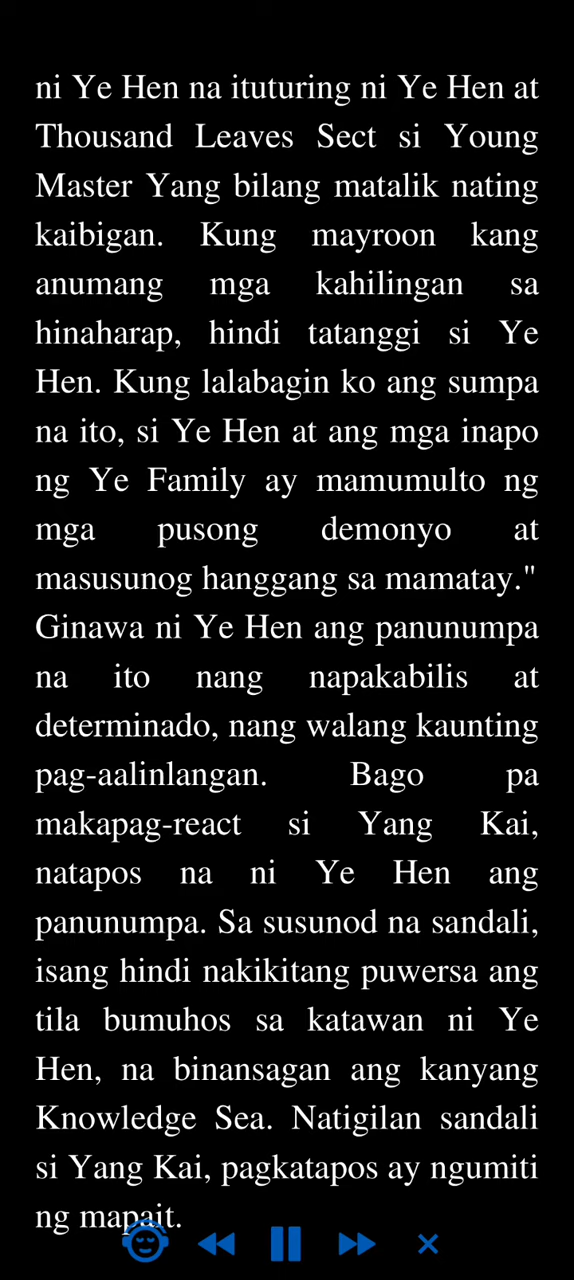 ni Ye Hen na ituturing ni Ye Hen at
Thousand Leaves Sect si Young
Master Yang bilang matalik nating
kaibigan. Kung mayroon kang
anumang mga kahilingan sa
hinaharap, hindi tatanggi si Ye
Hen. Kung lalabagin ko ang sumpa
na ito, si Ye Hen at ang mga inapo
ng Ye Family ay mamumulto ng
mga pusong demonyo at
masusunog hanggang sa mamatay."
Ginawa ni Ye Hen ang panunumpa
na ito nang napakabilis at
determinado, nang walang kaunting
pag-aalinlangan. Bago pa
makapag-react si Yang Kai,
natapos na ni Ye Hen ang
panunumpa. Sa susunod na sandali,
isang hindi nakikitang puwersa ang
tila bumuhos sa katawan ni Ye
Hen, na binansagan ang kanyang
Knowledge Sea. Natigilan sandali
si Yang Kai, pagkatapos ay ngumiti
ng mapait.